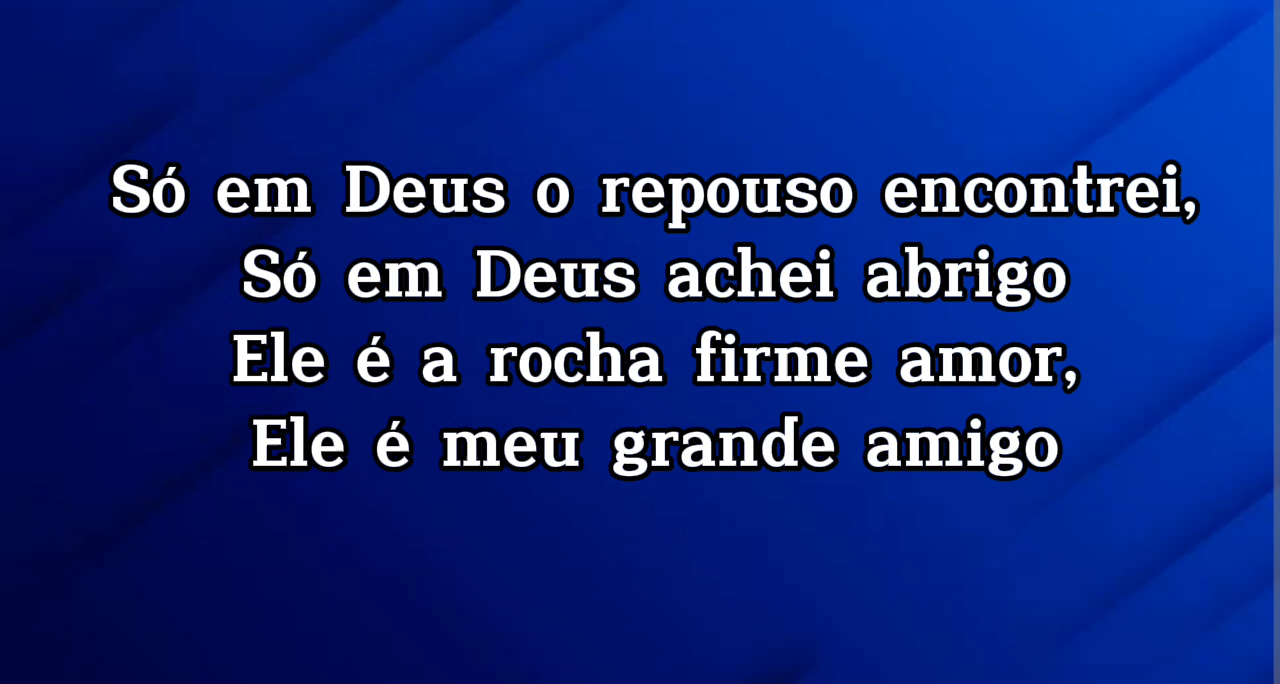 Só em Deus o repouso encontrei,
Só em Deus achei abrigo
Ele é a rocha firme amor,
Ele é meu grande amigo